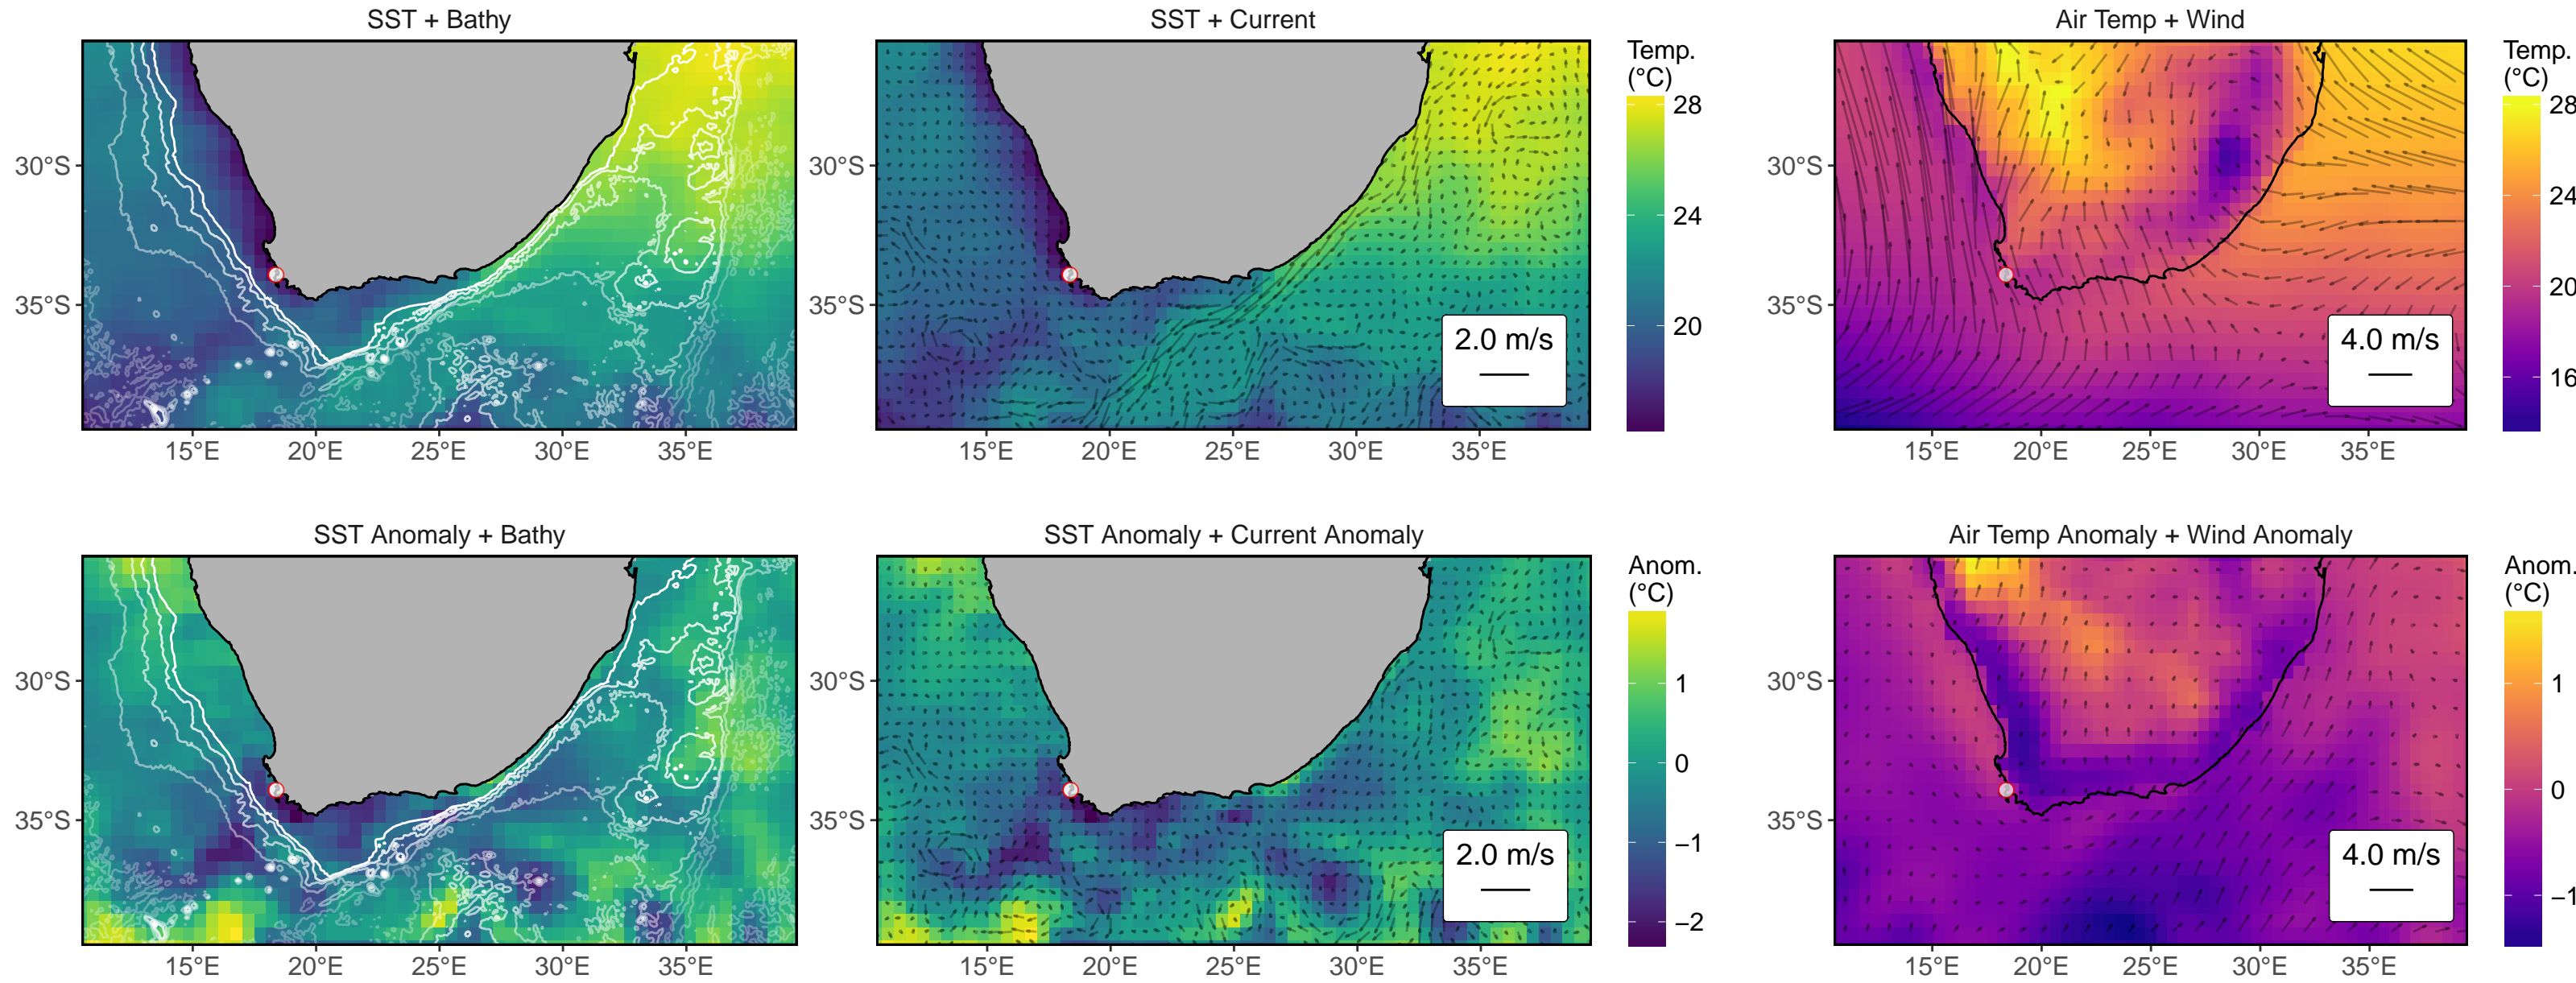 SST + Bathy
SST + Current
Air Temp + Wind
Temp.
(°C)
28
24
20
Temp.
(°C)
28
24
20
16
30°S
35°S
15°E 20°E 25°E 30°E 35°E
30°S
35°S
2.0 m/s
15°E 20°E 25°E 30°E 35°E
30°S
35°S
4.0 m/s
15°E 20°E 25°E 30°E 35°E
SST Anomaly + Bathy
SST Anomaly + Current Anomaly
Air Temp Anomaly + Wind Anomaly
Anom.
(°C)
1
0
−1
−2
Anom.
(°C)
1
0
−1
30°S
35°S
15°E 20°E 25°E 30°E 35°E
30°S
35°S
2.0 m/s
15°E 20°E 25°E 30°E 35°E
30°S
35°S
4.0 m/s
15°E 20°E 25°E 30°E 35°E